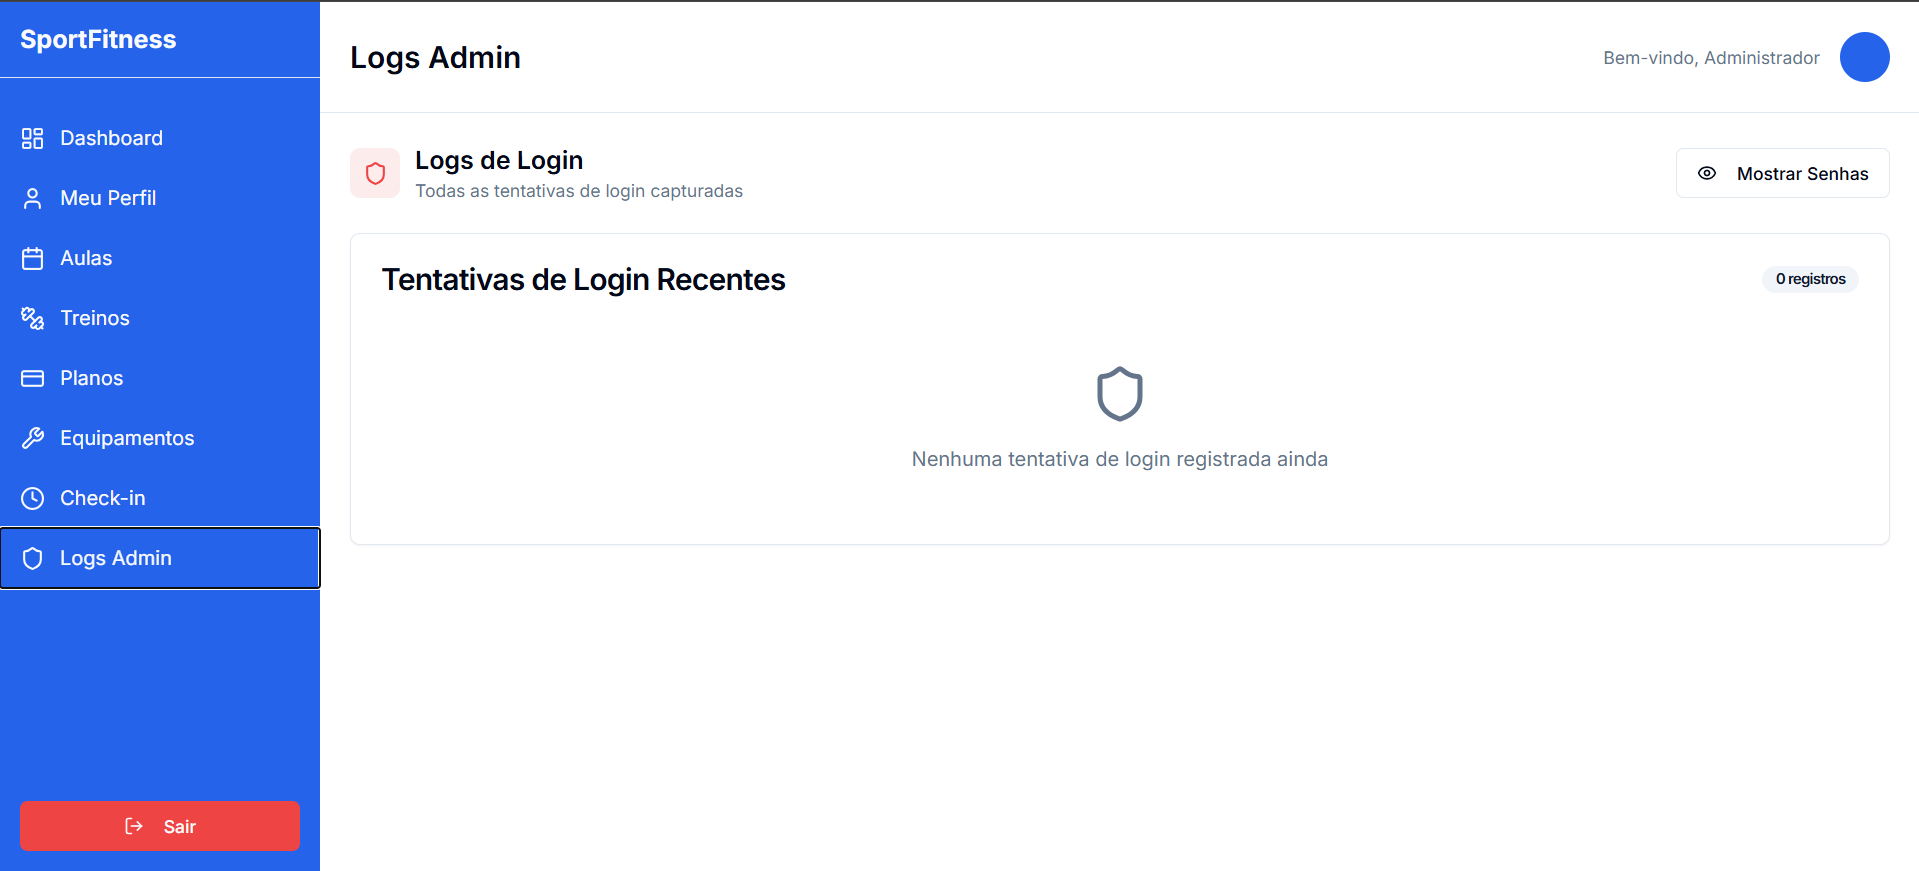 SportFitness
Dashboard
Meu Perfil
Aulas
Treinos
Planos
Equipamentos
Check-in
Logs Admin
Sair
Logs Admin
Bem-vindo, Administrador
Logs de Login
Todas as tentativas de login capturadas
Mostrar Senhas
Tentativas de Login Recentes
0 registros
Nenhuma tentativa de login registrada ainda